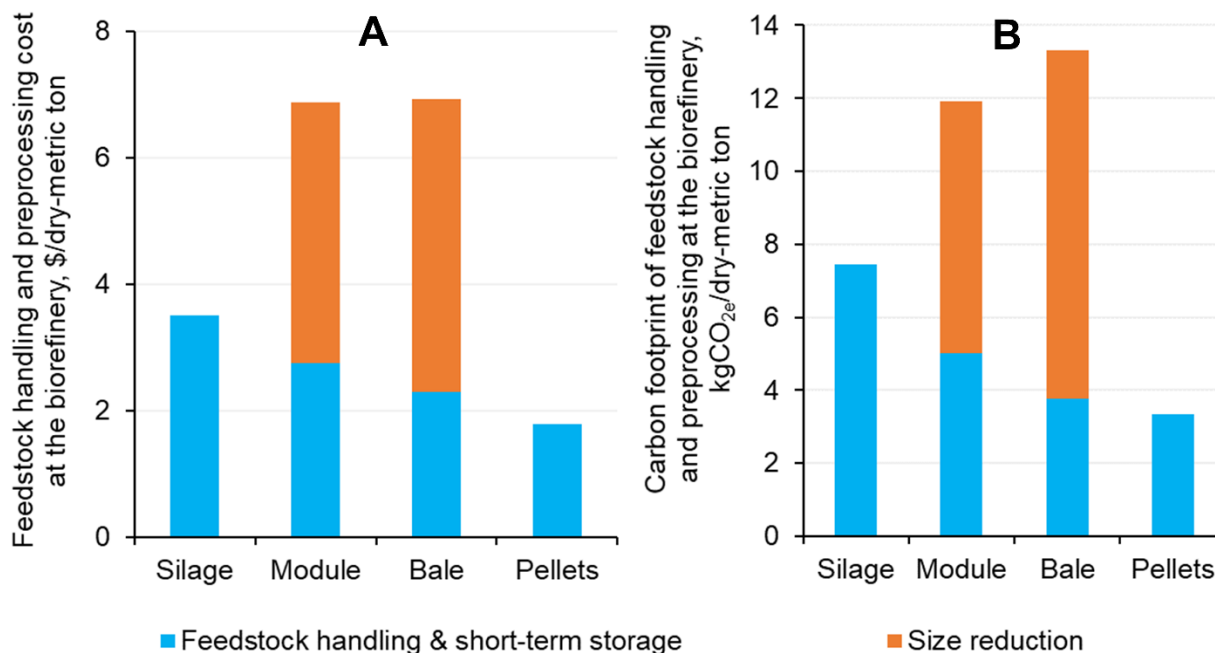 A
Feedstock handling and preprocessing cost
at the biorefinery, $/dry-metric ton
8
6
4
2
0
Silage Module Bale Pellets
B
Carbon footprint of feedstock handling
and preprocessing at the biorefinery,
kgCO2e/dry-metric ton
14
12
10
8
6
4
2
0
Silage Module Bale Pellets
Feedstock handling & short-term storage Size reduction